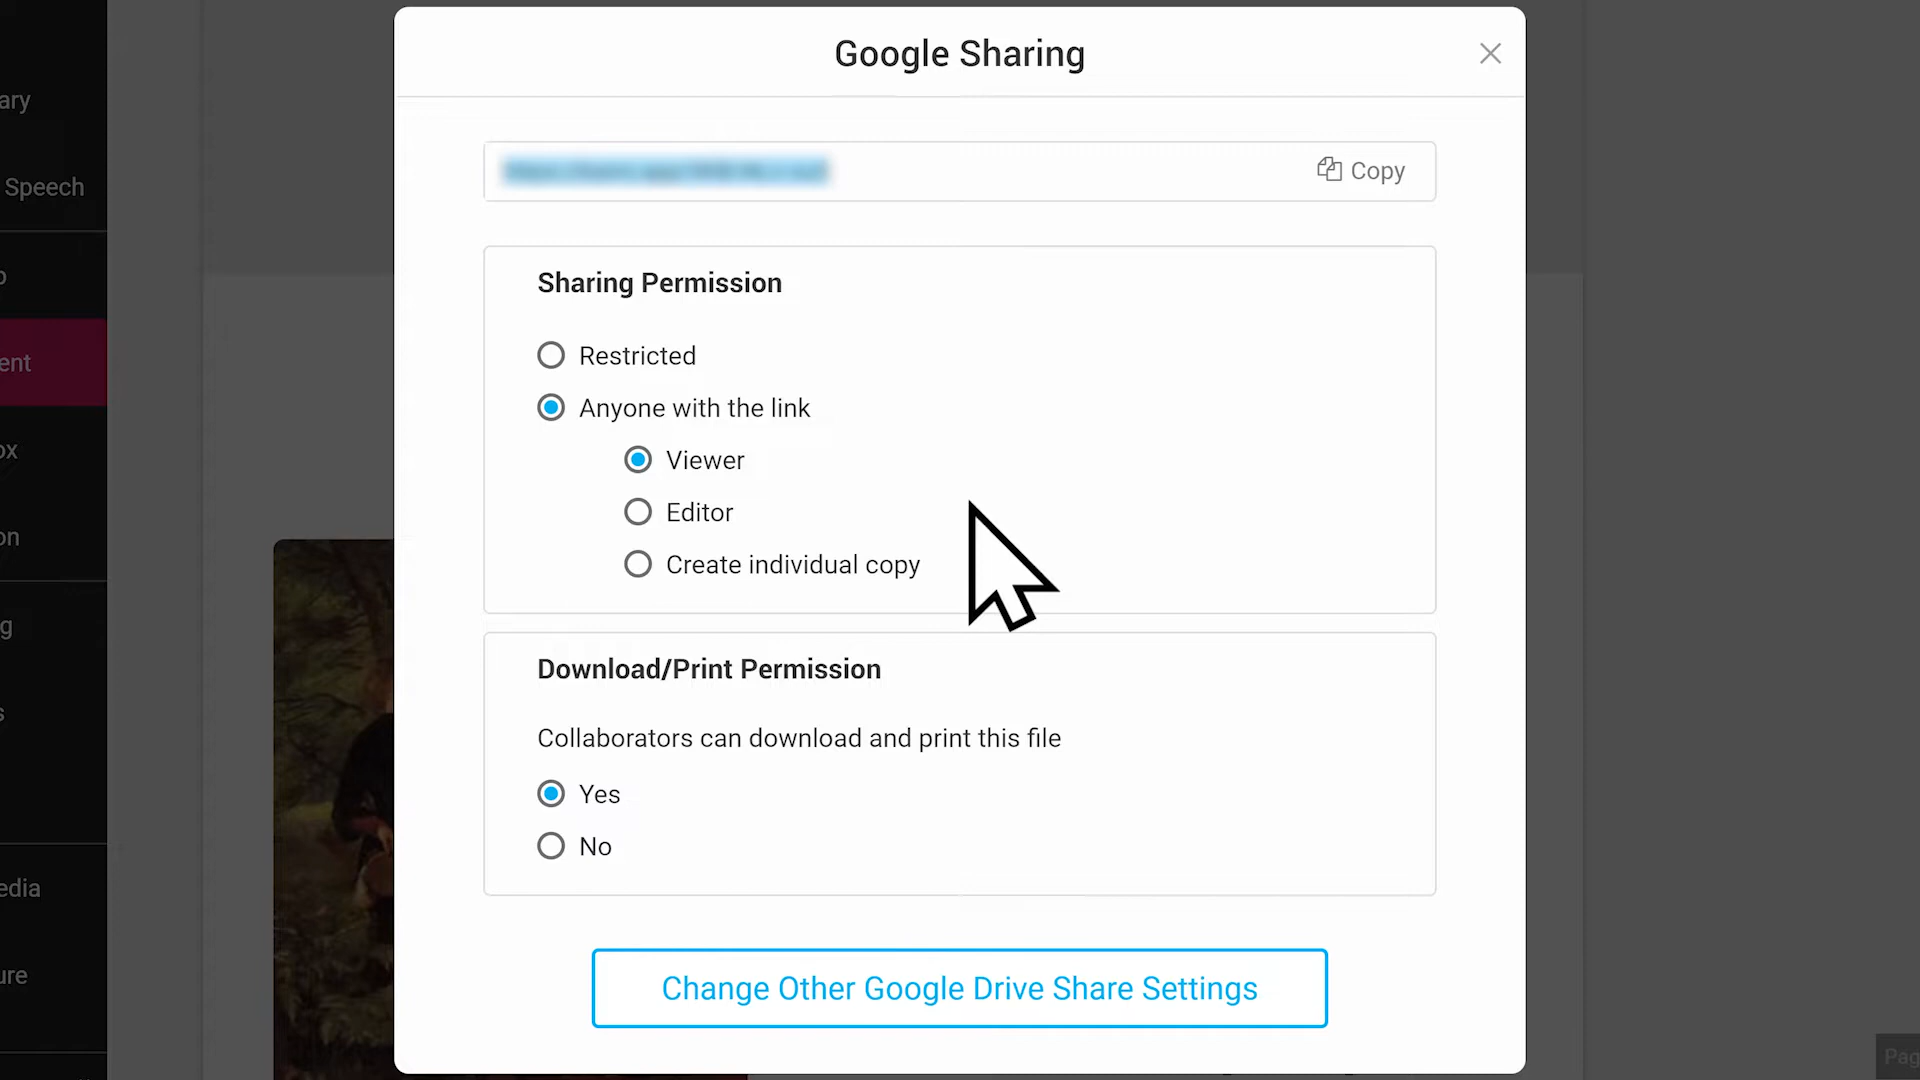 Google Sharing
Copy
Sharing Permission
Restricted
Anyone with the link
Viewer
Editor
Create individual copy
Download/Print Permission
Collaborators can download and print this file
Yes
No
Change Other Google Drive Share Settings
ary
Speech
ent
ox
on
g
s
edia
ure
Pag